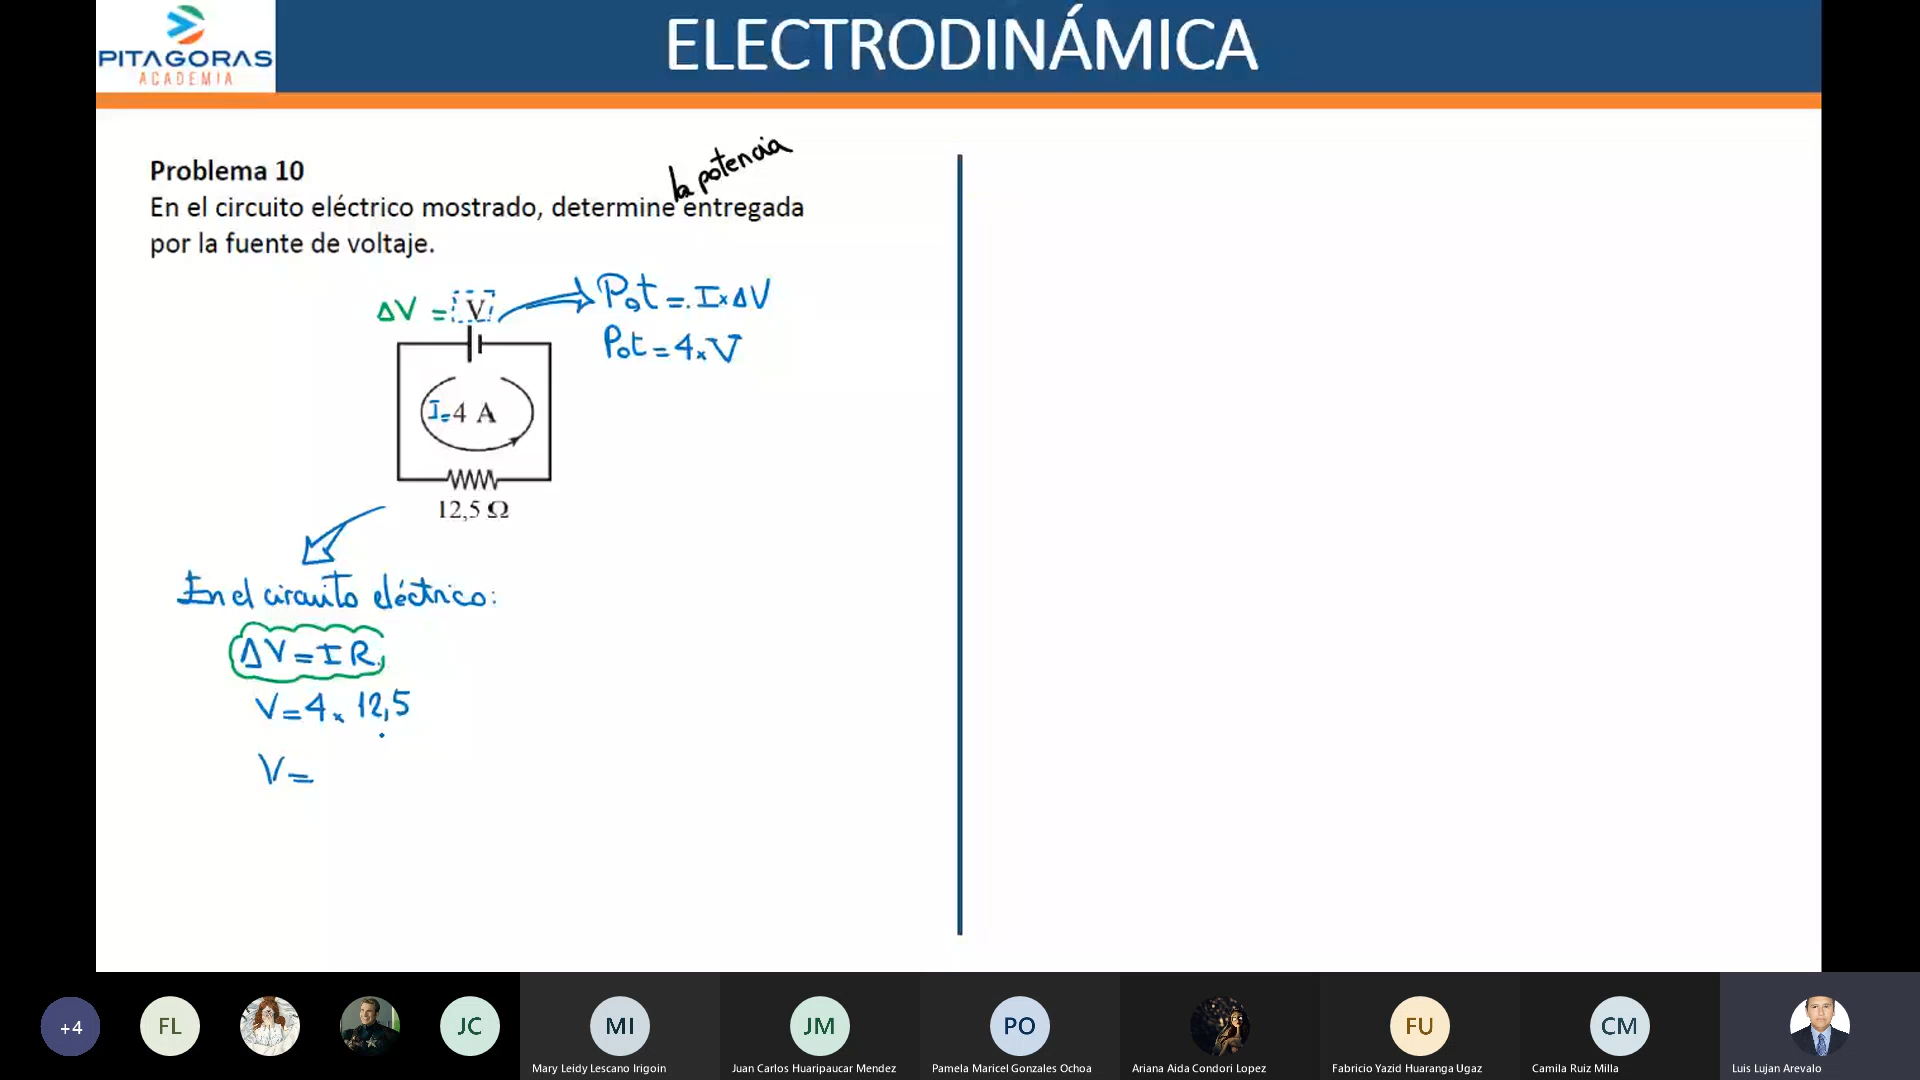 PITAGORAS
ACADEMIA
ELECTRODINÁMICA
Problema 10
la potencia
En el circuito eléctrico mostrado, determine entregada
por la fuente de voltaje.
ΔV = V
Pot = I × ΔV
Pot = 4 × V
I = 4 A
12,5 Ω
En el circuito eléctrico:
ΔV = I R
V = 4 × 12,5
V =
+4
FL
JC
MI
JM
PO
FU
CM
Mary Leidy Lescano Irigoin
Juan Carlos Huaripaucar Mendez
Pamela Maricel Gonzales Ochoa
Ariana Aida Condori Lopez
Fabricio Yazid Huaranga Ugaz
Camila Ruiz Milla
Luis Lujan Arevalo